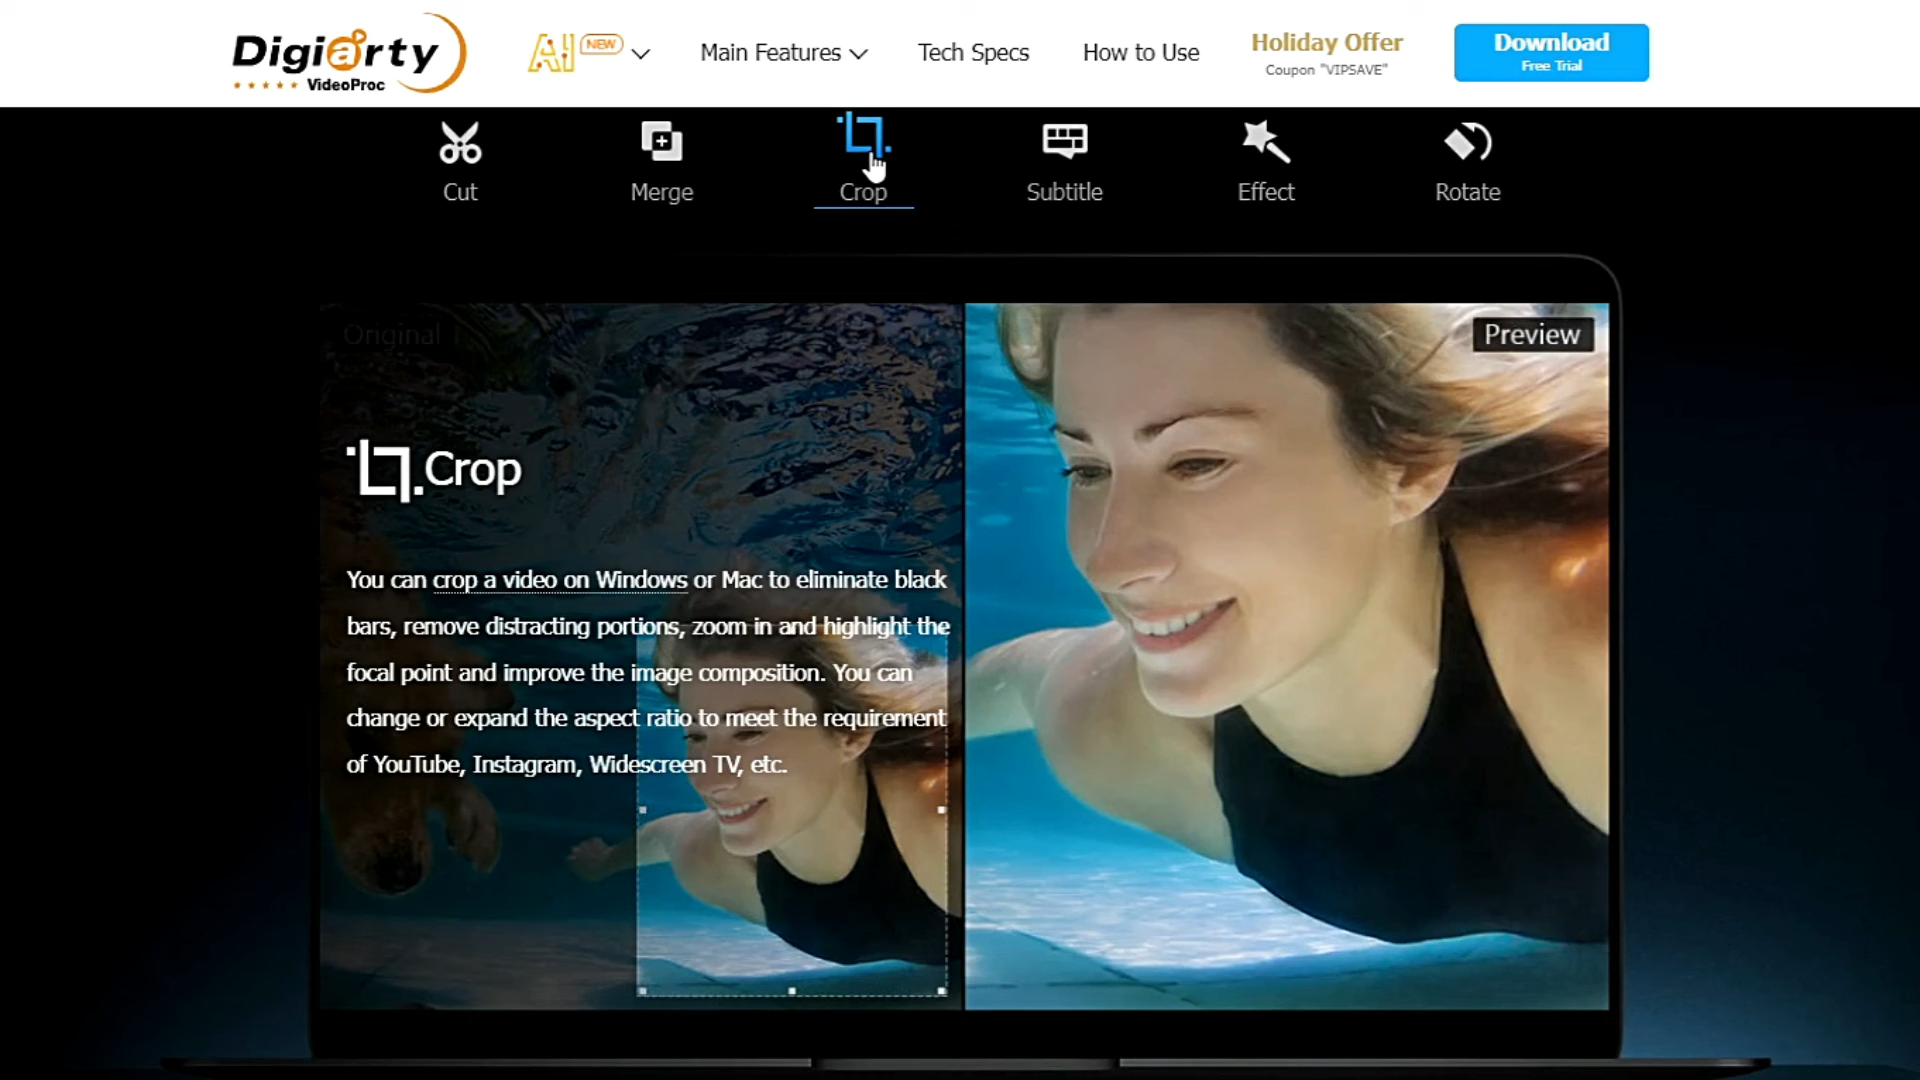 Digiarty
VideoProc
AI NEW
Main Features
Tech Specs
How to Use
Holiday Offer
Coupon "VIPSAVE"
Download
Free Trial
Cut
Merge
Crop
Subtitle
Effect
Rotate
Original
Preview
Crop
You can crop a video on Windows or Mac to eliminate black
bars, remove distracting portions, zoom in and highlight the
focal point and improve the image composition. You can
change or expand the aspect ratio to meet the requirement
of YouTube, Instagram, Widescreen TV, etc.